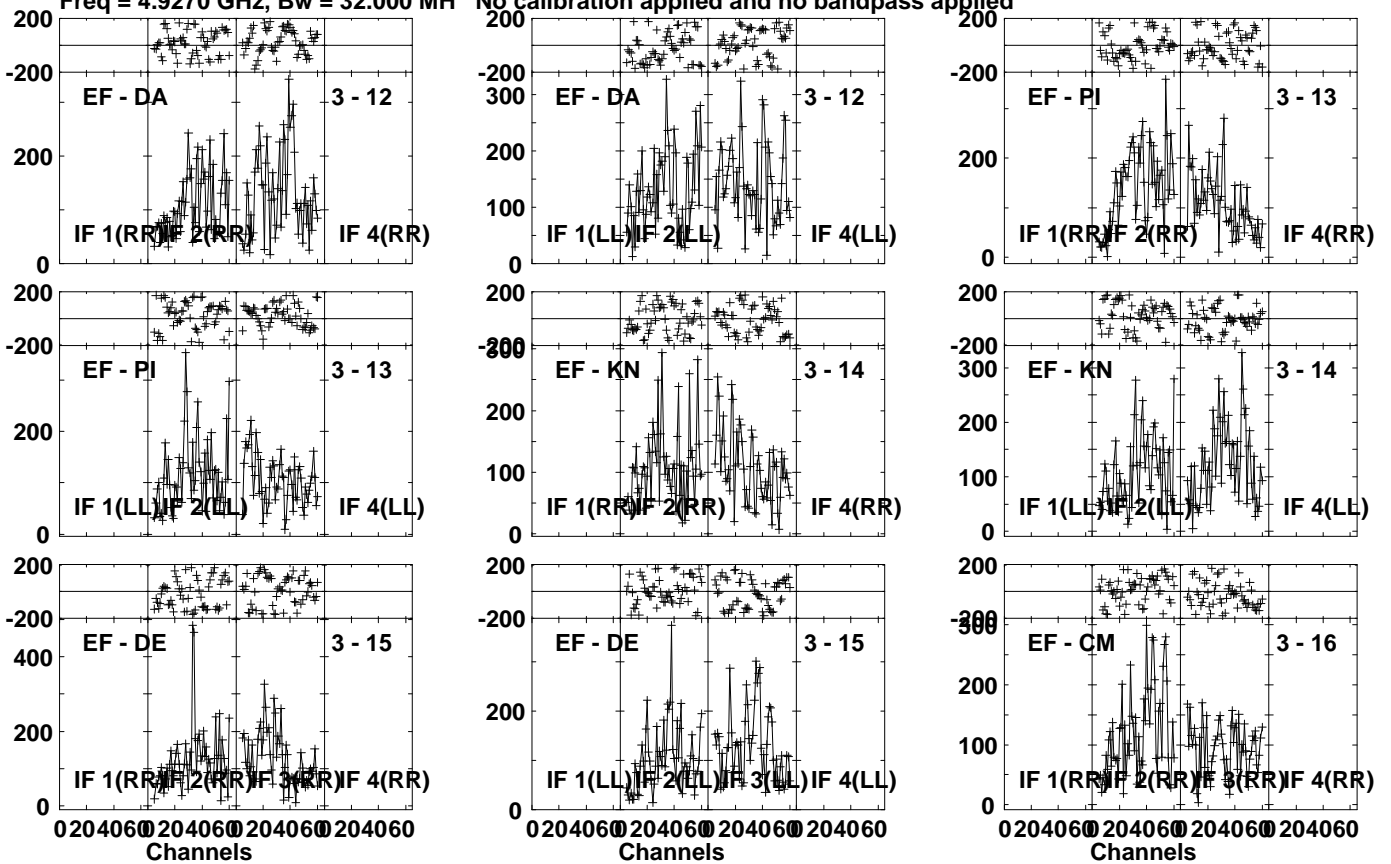 Freq = 4.9270 GHz, Bw = 32.000 MH No calibration applied and no bandpass applied
200
-200
EF - DA 3 - 12
200
IF 1(RR) IF 2(RR) IF 4(RR)
0
200
-200
300
EF - DA 3 - 12
200
100
IF 1(LL) IF 2(LL) IF 4(LL)
0
200
-200
EF - PI 3 - 13
200
IF 1(RR) IF 2(RR) IF 4(RR)
0
200
-200
EF - PI 3 - 13
200
IF 1(LL) IF 2(LL) IF 4(LL)
0
200
-200
300
EF - KN 3 - 14
200
100
IF 1(RR) IF 2(RR) IF 4(RR)
0
200
-200
300
EF - KN 3 - 14
200
100
IF 1(LL) IF 2(LL) IF 4(LL)
0
200
-200
EF - DE 3 - 15
400
200
IF 1(RR) IF 2(RR) IF 3(RR) IF 4(RR)
0
0 20 40 60 0 20 40 60 0 20 40 60 0 20 40 60
Channels
200
-200
EF - DE 3 - 15
200
IF 1(LL) IF 2(LL) IF 3(LL) IF 4(LL)
0
0 20 40 60 0 20 40 60 0 20 40 60 0 20 40 60
Channels
200
-200
300
EF - CM 3 - 16
200
100
IF 1(RR) IF 2(RR) IF 3(RR) IF 4(RR)
0
0 20 40 60 0 20 40 60 0 20 40 60 0 20 40 60
Channels